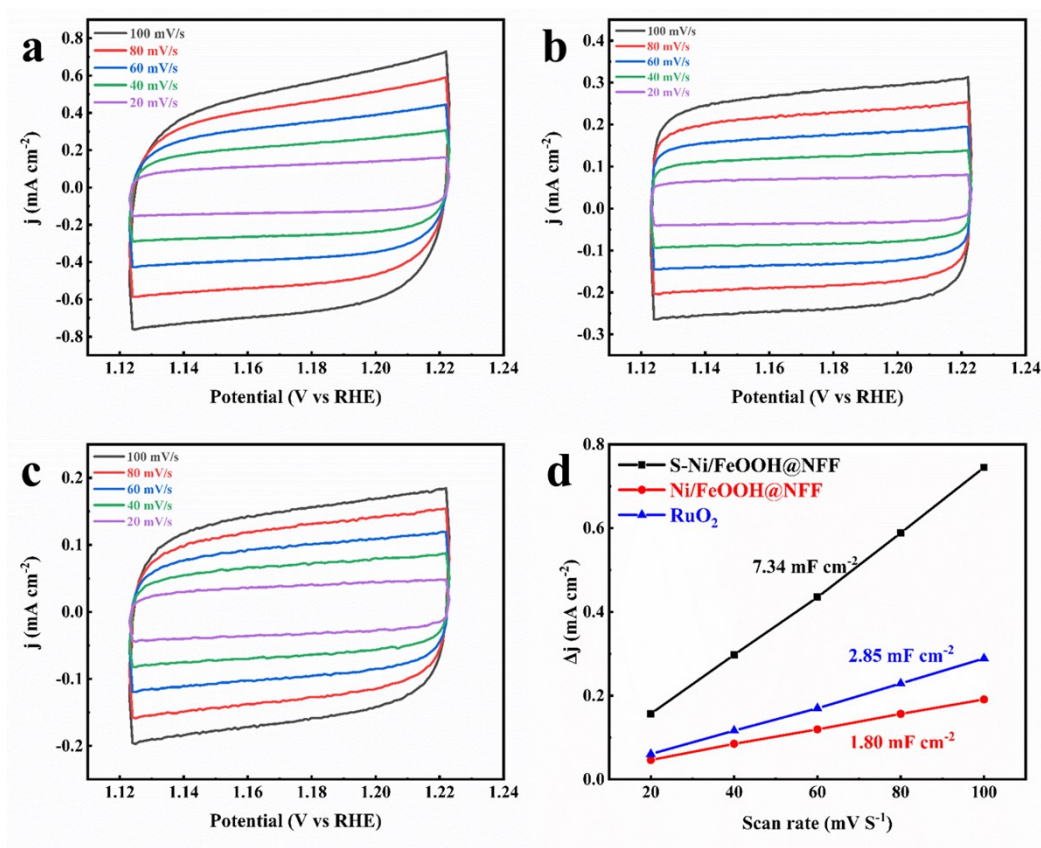 a
100 mV/s
80 mV/s
60 mV/s
40 mV/s
20 mV/s
0.8
0.6
0.4
0.2
0.0
-0.2
-0.4
-0.6
-0.8
j (mA cm-2)
1.12 1.14 1.16 1.18 1.20 1.22 1.24
Potential (V vs RHE)
b
100 mV/s
80 mV/s
60 mV/s
40 mV/s
20 mV/s
0.4
0.3
0.2
0.1
0.0
-0.1
-0.2
-0.3
j (mA cm-2)
1.12 1.14 1.16 1.18 1.20 1.22 1.24
Potential (V vs RHE)
c
100 mV/s
80 mV/s
60 mV/s
40 mV/s
20 mV/s
0.2
0.1
0.0
-0.1
-0.2
j (mA cm-2)
1.12 1.14 1.16 1.18 1.20 1.22 1.24
Potential (V vs RHE)
d
S-Ni/FeOOH@NFF
Ni/FeOOH@NFF
RuO2
7.34 mF cm-2
2.85 mF cm-2
1.80 mF cm-2
0.8
0.6
0.4
0.2
0.0
Δj (mA cm-2)
20 40 60 80 100
Scan rate (mV S-1)